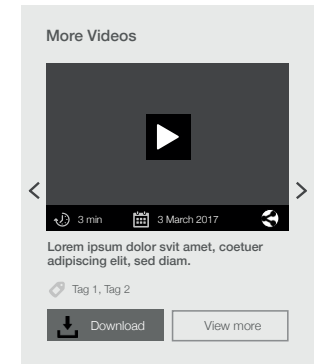 More Videos
3 min 3 March 2017
Lorem ipsum dolor svit amet, coetuer
adipiscing elit, sed diam.
Tag 1, Tag 2
Download View more